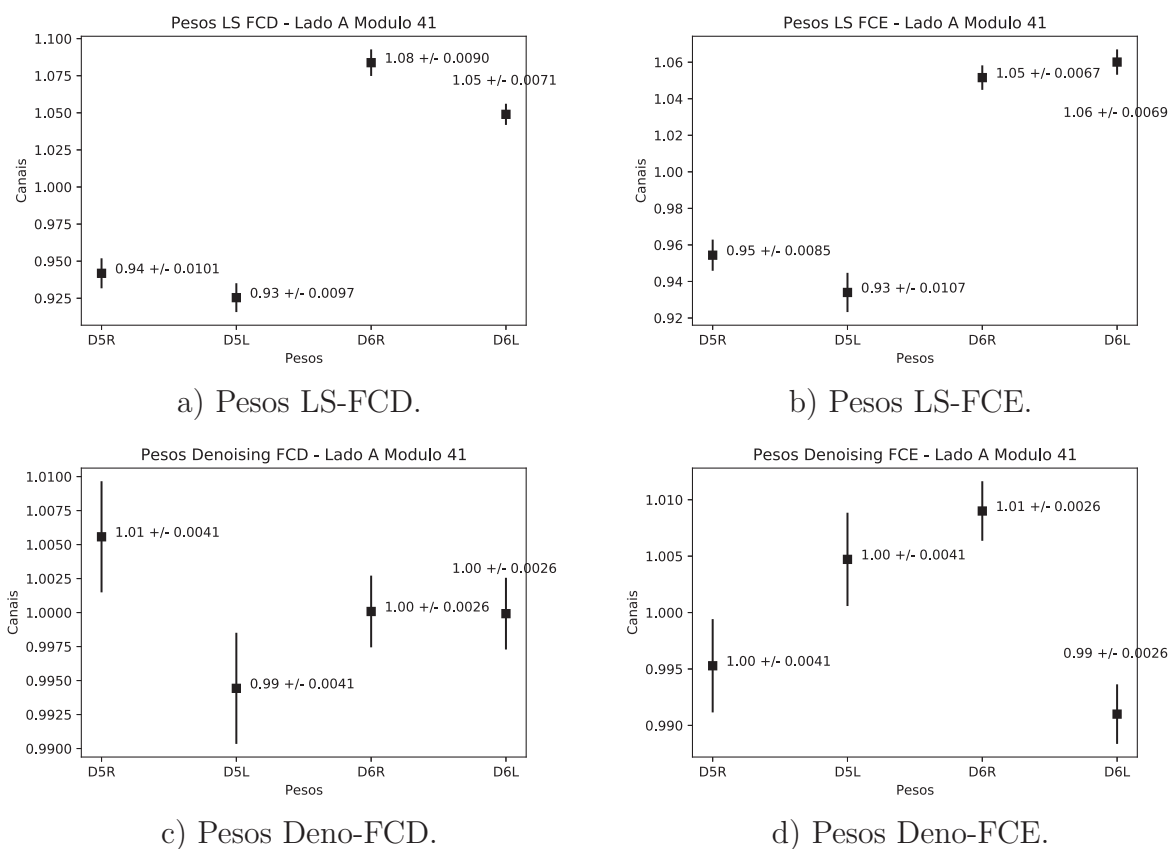 Pesos LS FCD - Lado A Modulo 41
1.100
1.075
1.050
1.025
1.000
0.975
0.950
0.925
Canais
1.08 +/- 0.0090
1.05 +/- 0.0071
0.94 +/- 0.0101
0.93 +/- 0.0097
D5R D5L D6R D6L
Pesos
a) Pesos LS-FCD.
Pesos LS FCE - Lado A Modulo 41
1.06
1.04
1.02
1.00
0.98
0.96
0.94
0.92
Canais
1.05 +/- 0.0067
1.06 +/- 0.0069
0.95 +/- 0.0085
0.93 +/- 0.0107
D5R D5L D6R D6L
Pesos
b) Pesos LS-FCE.
Pesos Denoising FCD - Lado A Modulo 41
1.0100
1.0075
1.0050
1.0025
1.0000
0.9975
0.9950
0.9925
0.9900
Canais
1.01 +/- 0.0041
1.00 +/- 0.0026
1.00 +/- 0.0026
0.99 +/- 0.0041
D5R D5L D6R D6L
Pesos
c) Pesos Deno-FCD.
Pesos Denoising FCE - Lado A Modulo 41
1.010
1.005
1.000
0.995
0.990
Canais
1.01 +/- 0.0026
1.00 +/- 0.0041
1.00 +/- 0.0041
0.99 +/- 0.0026
D5R D5L D6R D6L
Pesos
d) Pesos Deno-FCE.